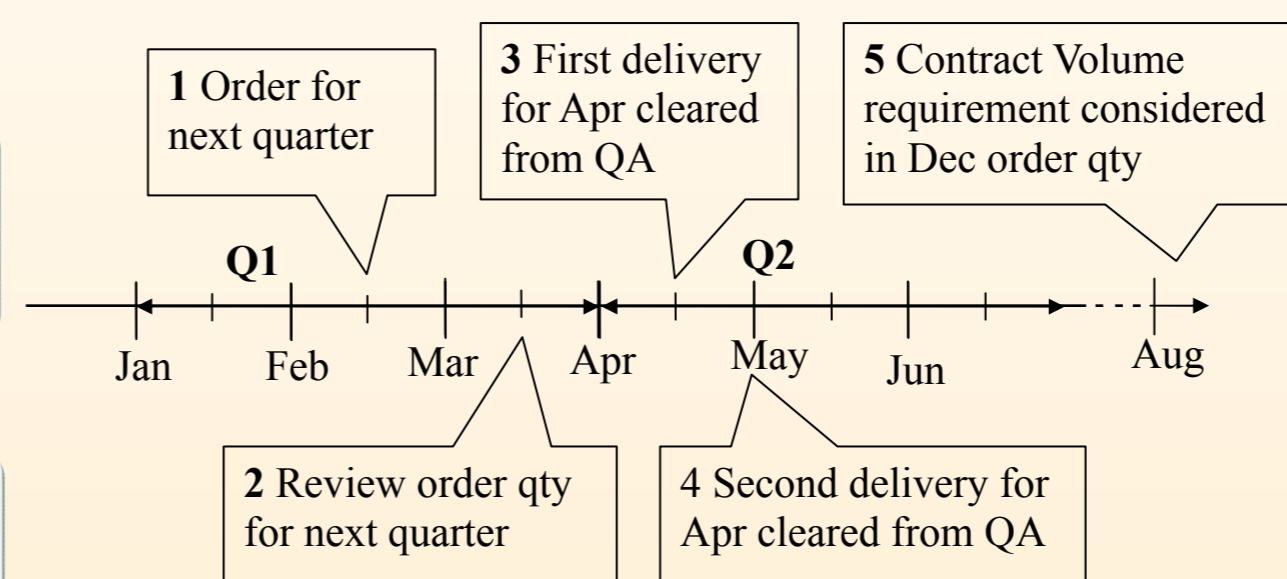 1 Order for
next quarter
3 First delivery
for Apr cleared
from QA
5 Contract Volume
requirement considered
in Dec order qty
Q1
Q2
Jan
Feb
Mar
Apr
May
Jun
Aug
2 Review order qty
for next quarter
4 Second delivery for
Apr cleared from QA